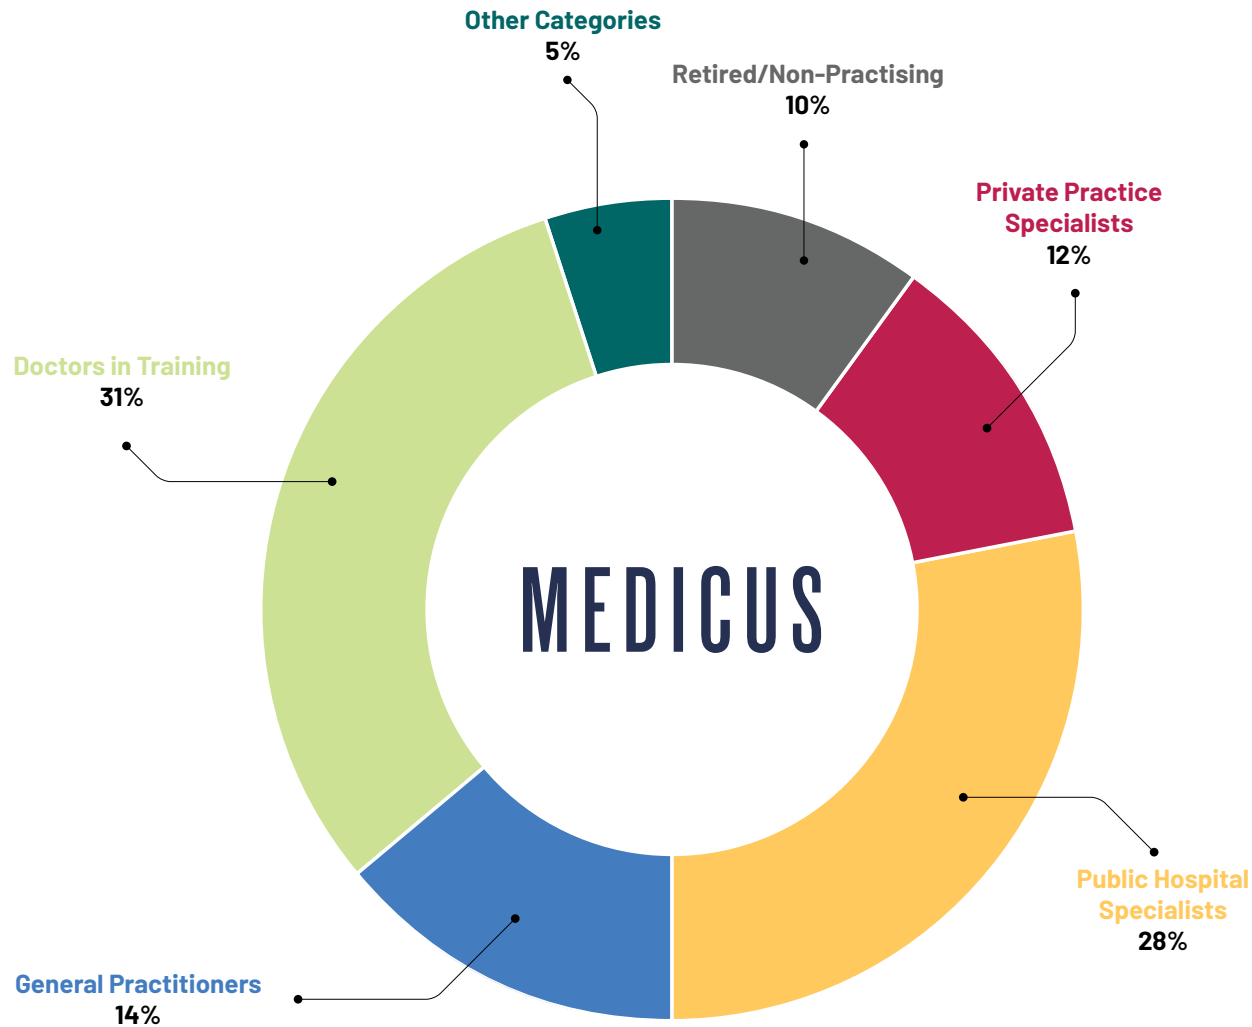 Other Categories
5%
Retired/Non-Practising
10%
Private Practice
Specialists
12%
Doctors in Training
31%
MEDICUS
Public Hospital
Specialists
28%
General Practitioners
14%